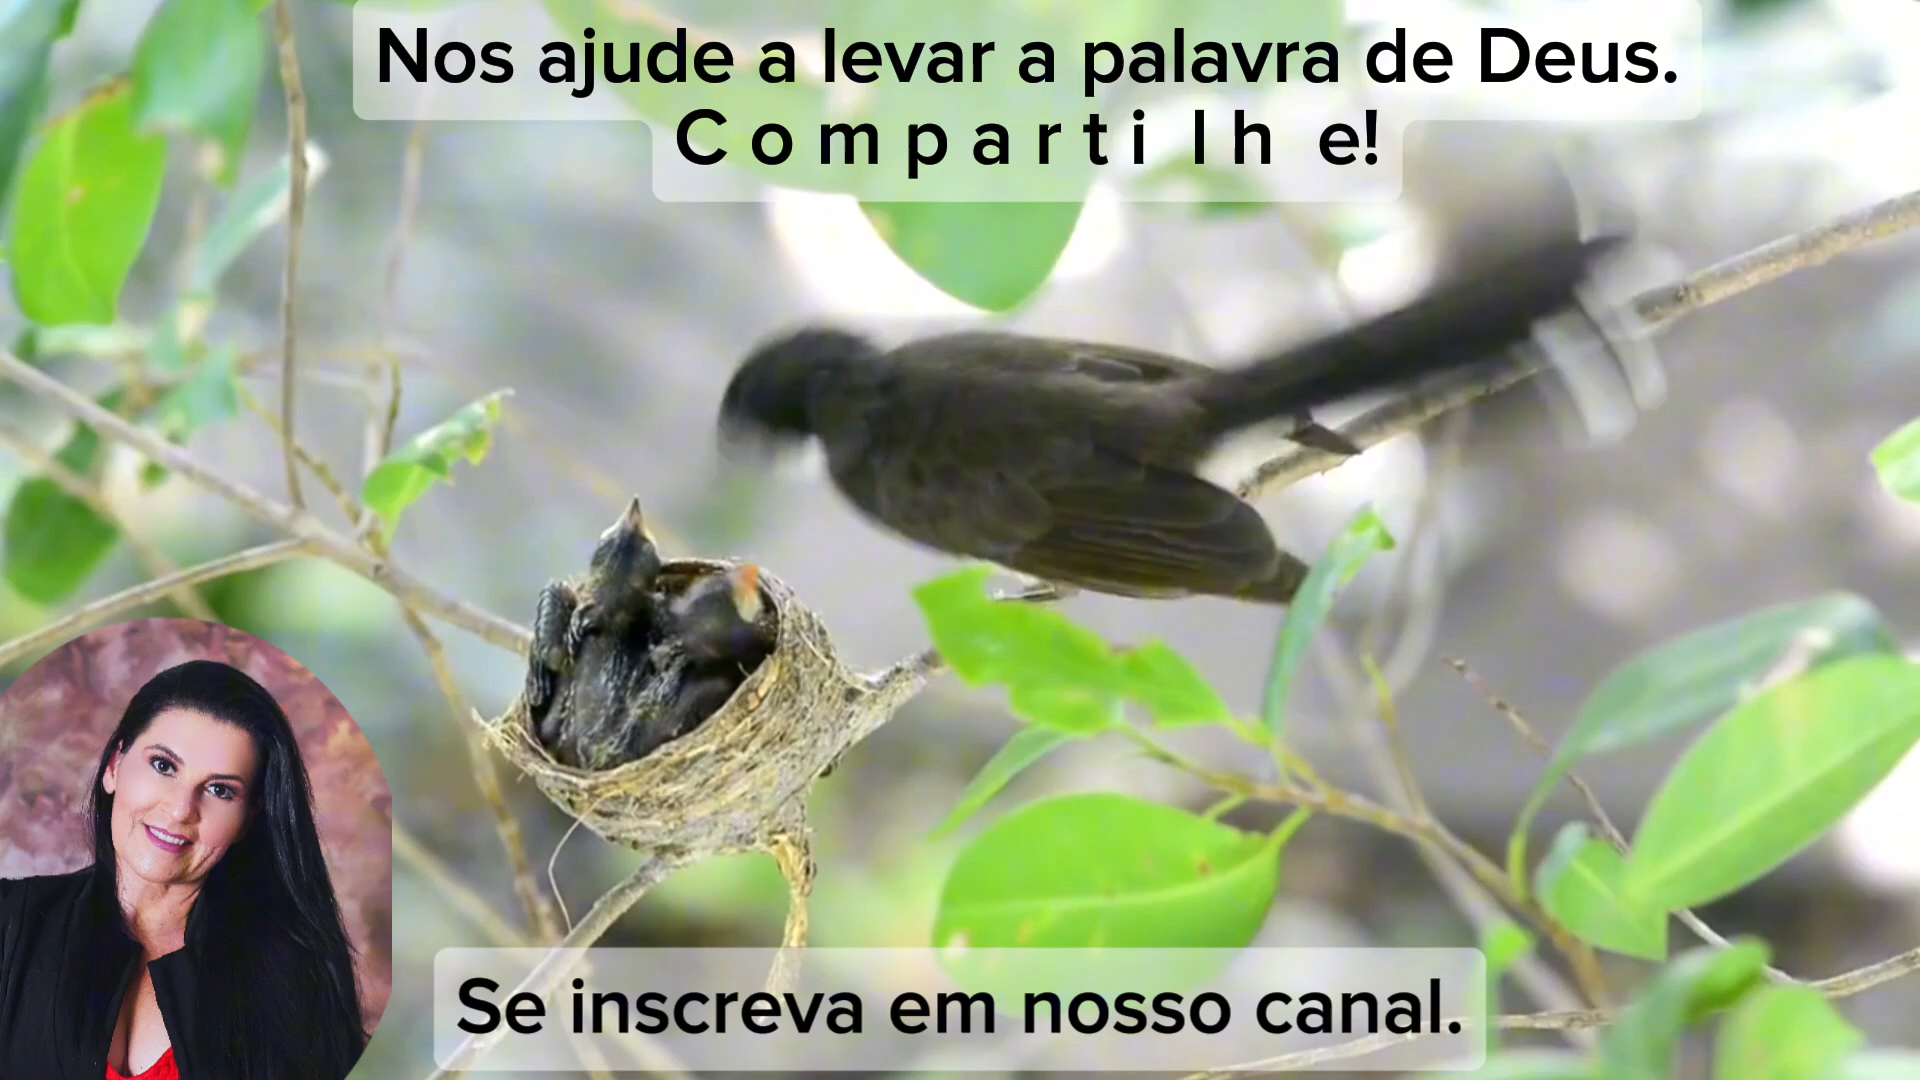 Nos ajude a levar a palavra de Deus.
C o m p a r t i l h e!
Se inscreva em nosso canal.